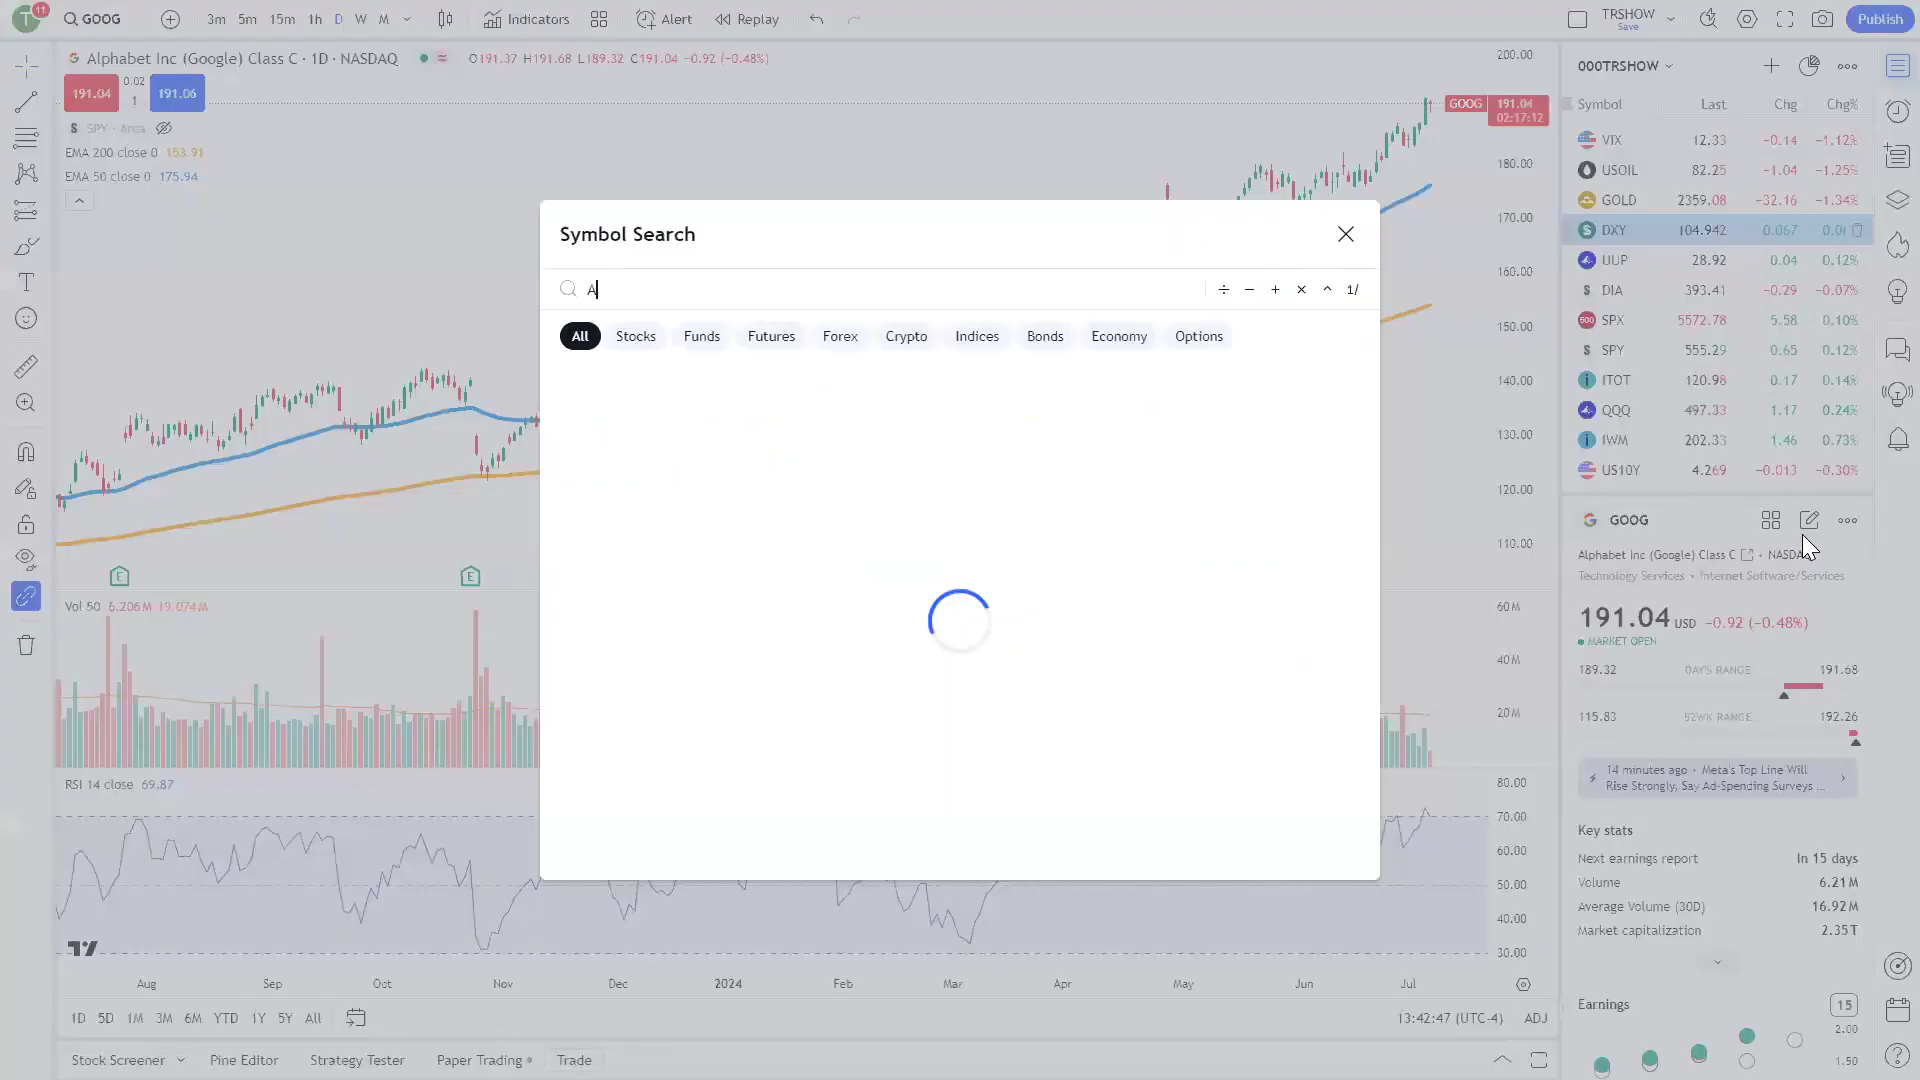 11
GOOG
3m 5m 15m 1h D W M
Indicators
Alert
Replay
TRSHOW
Save
Publish
Alphabet Inc (Google) Class C · 1D · NASDAQ
O191.37 H191.68 L189.32 C191.04 −0.92 (−0.48%)
191.04
0.02
1
191.06
SPY · Arca
EMA 200 close 0 153.91
EMA 50 close 0 175.94
200.00
GOOG 191.04
02:17:12
180.00
170.00
160.00
150.00
140.00
130.00
120.00
110.00
Symbol Search
A
÷ − + × ^ 1/
All Stocks Funds Futures Forex Crypto Indices Bonds Economy Options
E
E
Vol 50 6.206M 19.074M
60M
40M
20M
RSI 14 close 69.87
80.00
70.00
60.00
50.00
40.00
30.00
Aug Sep Oct Nov Dec 2024 Feb Mar Apr May Jun Jul
1D 5D 1M 3M 6M YTD 1Y 5Y All
13:42:47 (UTC-4) ADJ
Stock Screener
Pine Editor
Strategy Tester
Paper Trading
Trade
000TRSHOW
Symbol Last Chg Chg%
VIX 12.33 −0.14 −1.12%
USOIL 82.25 −1.04 −1.25%
GOLD 2359.08 −32.16 −1.34%
DXY 104.942 0.067
UUP 28.92 0.04 0.12%
S DIA 393.41 −0.29 −0.07%
500 SPX 5572.78 5.58 0.10%
S SPY 555.29 0.65 0.12%
ITOT 120.98 0.17 0.14%
QQQ 497.33 1.17 0.24%
IWM 202.33 1.46 0.73%
US10Y 4.269 −0.013 −0.30%
GOOG
Alphabet Inc (Google) Class C • NASDA
Technology Services • Internet Software/Services
191.04 USD −0.92 (−0.48%)
MARKET OPEN
189.32 DAY'S RANGE 191.68
115.83 52WK RANGE 192.26
14 minutes ago · Meta's Top Line Will
Rise Strongly, Say Ad-Spending Surveys ...
Key stats
Next earnings report In 15 days
Volume 6.21M
Average Volume (30D) 16.92M
Market capitalization 2.35T
Earnings 15
2.00
1.50